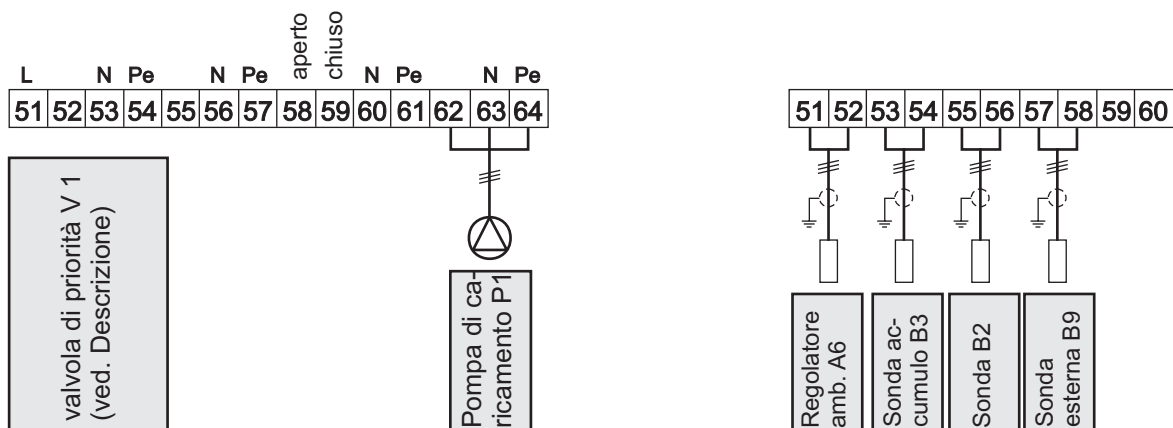 aperto
chiuso
L N Pe N Pe N Pe N Pe
51 52 53 54 55 56 57 58 59 60 61 62 63 64
51 52 53 54 55 56 57 58 59 60
valvola di priorità V 1
(ved. Descrizione)
Pompa di ca-
ricamento P1
Regolatore
amb. A6
Sonda ac-
cumulo B3
Sonda B2
Sonda
esterna B9